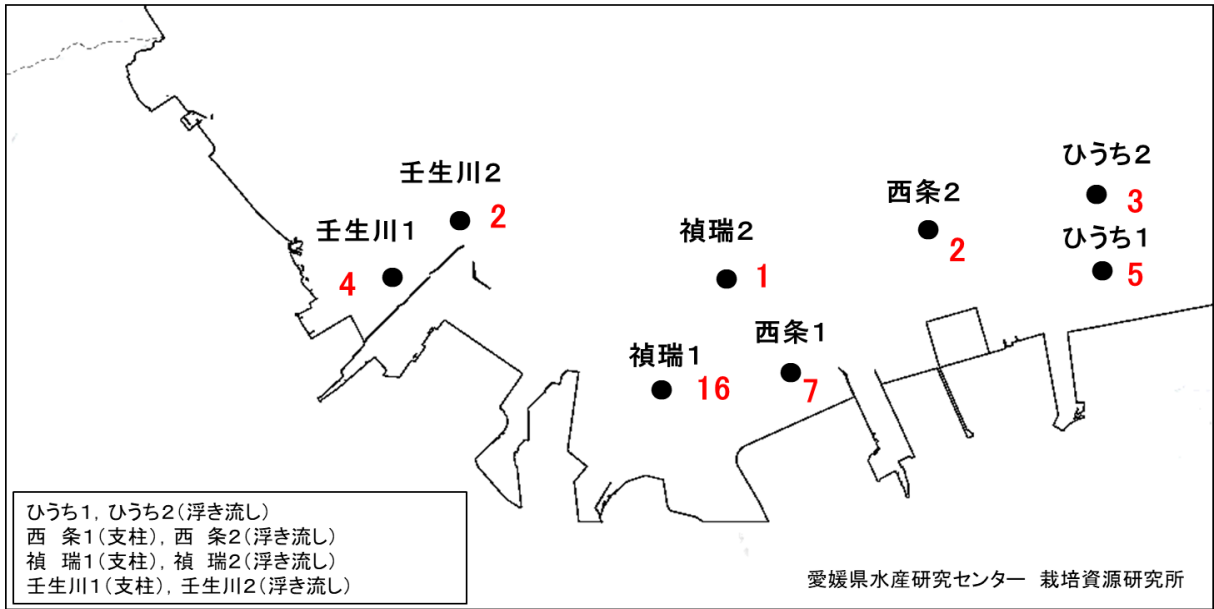 ひうち2
壬生川2
3
西条2
2
壬生川1
禎瑞2
2
ひうち1
4
1
5
西条1
禎瑞1
16
7
ひうち1, ひうち2(浮き流し)
西 条1(支柱), 西 条2(浮き流し)
禎 瑞1(支柱), 禎 瑞2(浮き流し)
壬生川1(支柱), 壬生川2(浮き流し)
愛媛県水産研究センター 栽培資源研究所